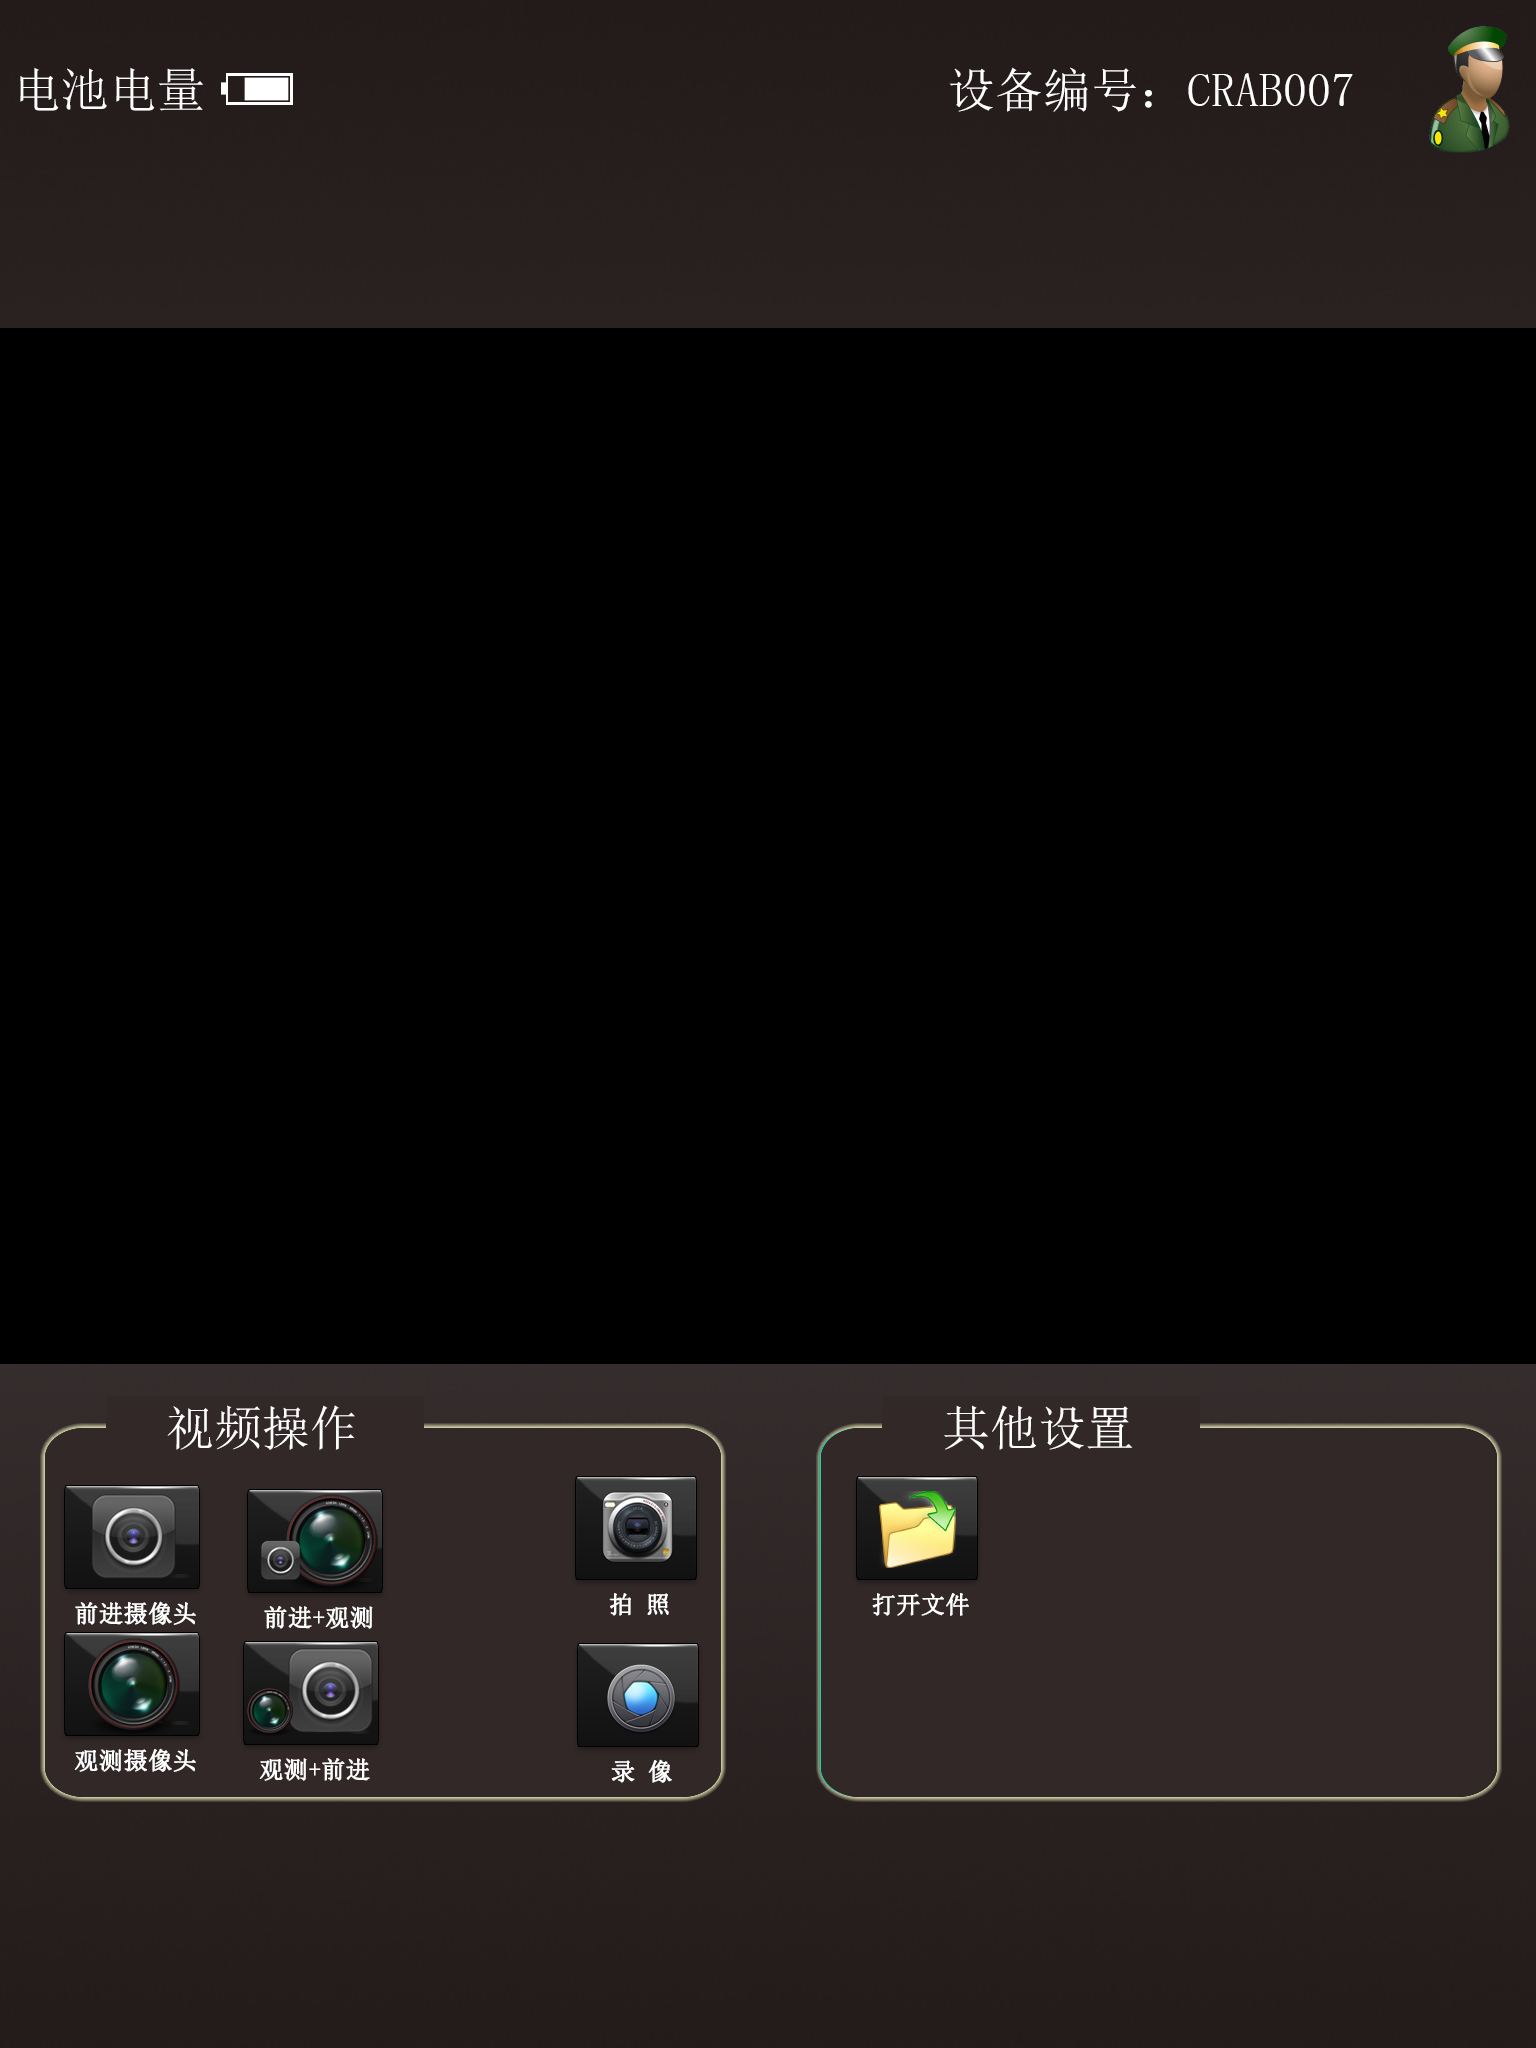 电池电量
设备编号：CRAB007
视频操作
其他设置
前进摄像头
前进+观测
拍 照
打开文件
观测摄像头
观测+前进
录 像